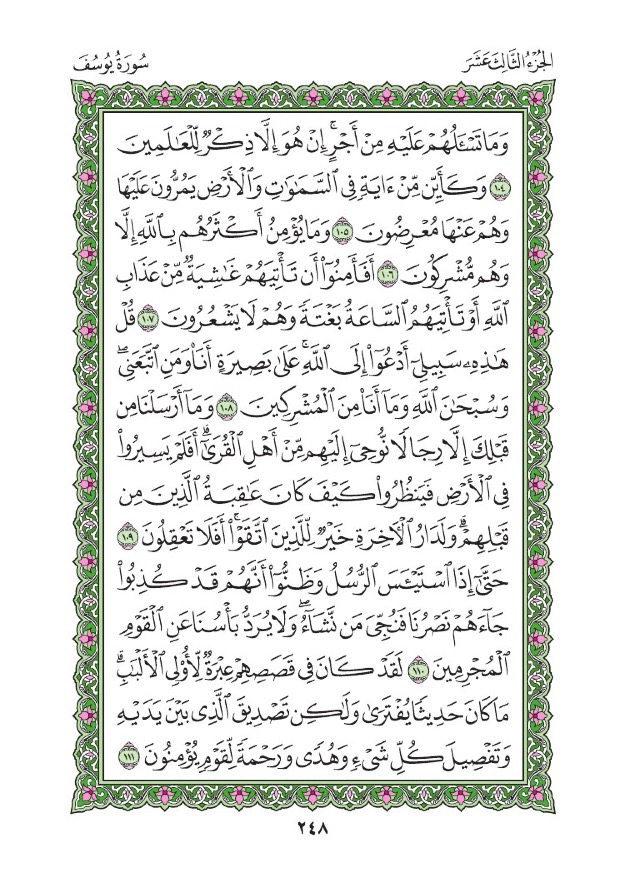 الجُزْءُ الثَّالِثَ عَشَرَ
سُورَةُ يُوسُفَ
وَمَا تَسْـَٔلُهُمْ عَلَيْهِ مِنْ أَجْرٍۚ إِنْ هُوَ إِلَّا ذِكْرٌ لِّلْعَٰلَمِينَ
١٠٤ وَكَأَيِّن مِّنْ ءَايَةٍ فِى ٱلسَّمَٰوَٰتِ وَٱلْأَرْضِ يَمُرُّونَ عَلَيْهَا
وَهُمْ عَنْهَا مُعْرِضُونَ ١٠٥ وَمَا يُؤْمِنُ أَكْثَرُهُم بِٱللَّهِ إِلَّا
وَهُم مُّشْرِكُونَ ١٠٦ أَفَأَمِنُوٓا۟ أَن تَأْتِيَهُمْ غَٰشِيَةٌ مِّنْ عَذَابِ
ٱللَّهِ أَوْ تَأْتِيَهُمُ ٱلسَّاعَةُ بَغْتَةً وَهُمْ لَا يَشْعُرُونَ ١٠٧ قُلْ
هَٰذِهِۦ سَبِيلِىٓ أَدْعُوٓا۟ إِلَى ٱللَّهِۚ عَلَىٰ بَصِيرَةٍ أَنَا۠ وَمَنِ ٱتَّبَعَنِىۖ
وَسُبْحَٰنَ ٱللَّهِ وَمَآ أَنَا۠ مِنَ ٱلْمُشْرِكِينَ ١٠٨ وَمَآ أَرْسَلْنَا مِن
قَبْلِكَ إِلَّا رِجَالًا نُّوحِىٓ إِلَيْهِم مِّنْ أَهْلِ ٱلْقُرَىٰٓۗ أَفَلَمْ يَسِيرُوا۟
فِى ٱلْأَرْضِ فَيَنظُرُوا۟ كَيْفَ كَانَ عَٰقِبَةُ ٱلَّذِينَ مِن
قَبْلِهِمْۗ وَلَدَارُ ٱلْءَاخِرَةِ خَيْرٌ لِّلَّذِينَ ٱتَّقَوْا۟ۚ أَفَلَا تَعْقِلُونَ ١٠٩
حَتَّىٰٓ إِذَا ٱسْتَيْـَٔسَ ٱلرُّسُلُ وَظَنُّوٓا۟ أَنَّهُمْ قَدْ كُذِبُوا۟
جَآءَهُمْ نَصْرُنَا فَنُجِّىَ مَن نَّشَآءُۖ وَلَا يُرَدُّ بَأْسُنَا عَنِ ٱلْقَوْمِ
ٱلْمُجْرِمِينَ ١١٠ لَقَدْ كَانَ فِى قَصَصِهِمْ عِبْرَةٌ لِّأُو۟لِى ٱلْأَلْبَٰبِۗ
مَا كَانَ حَدِيثًا يُفْتَرَىٰ وَلَٰكِن تَصْدِيقَ ٱلَّذِى بَيْنَ يَدَيْهِ
وَتَفْصِيلَ كُلِّ شَىْءٍ وَهُدًى وَرَحْمَةً لِّقَوْمٍ يُؤْمِنُونَ ١١١
٢٤٨